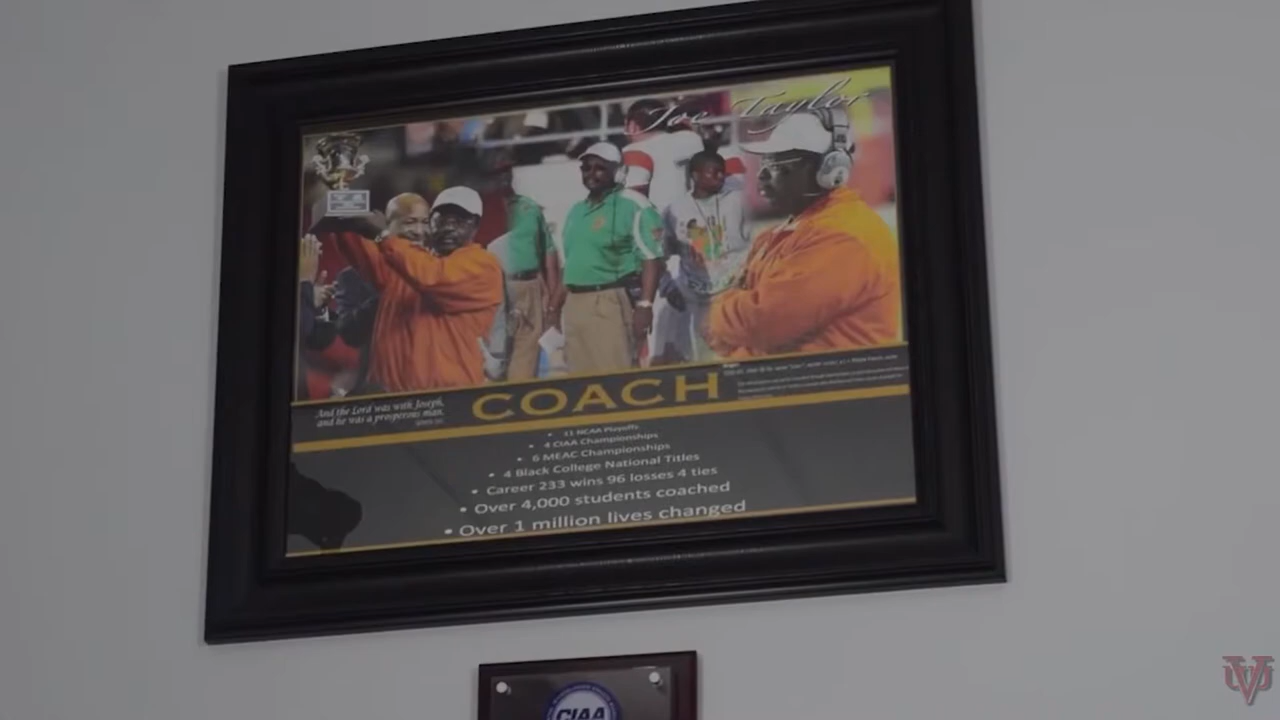 Joe Taylor
And the Lord was with Joseph,
and he was a prosperous man.
COACH
• 11 NCAA Playoffs
• 4 CIAA Championships
• 6 MEAC Championships
• 4 Black College National Titles
• Career 233 wins 96 losses 4 ties
• Over 4,000 students coached
• Over 1 million lives changed
CIAA
VUU